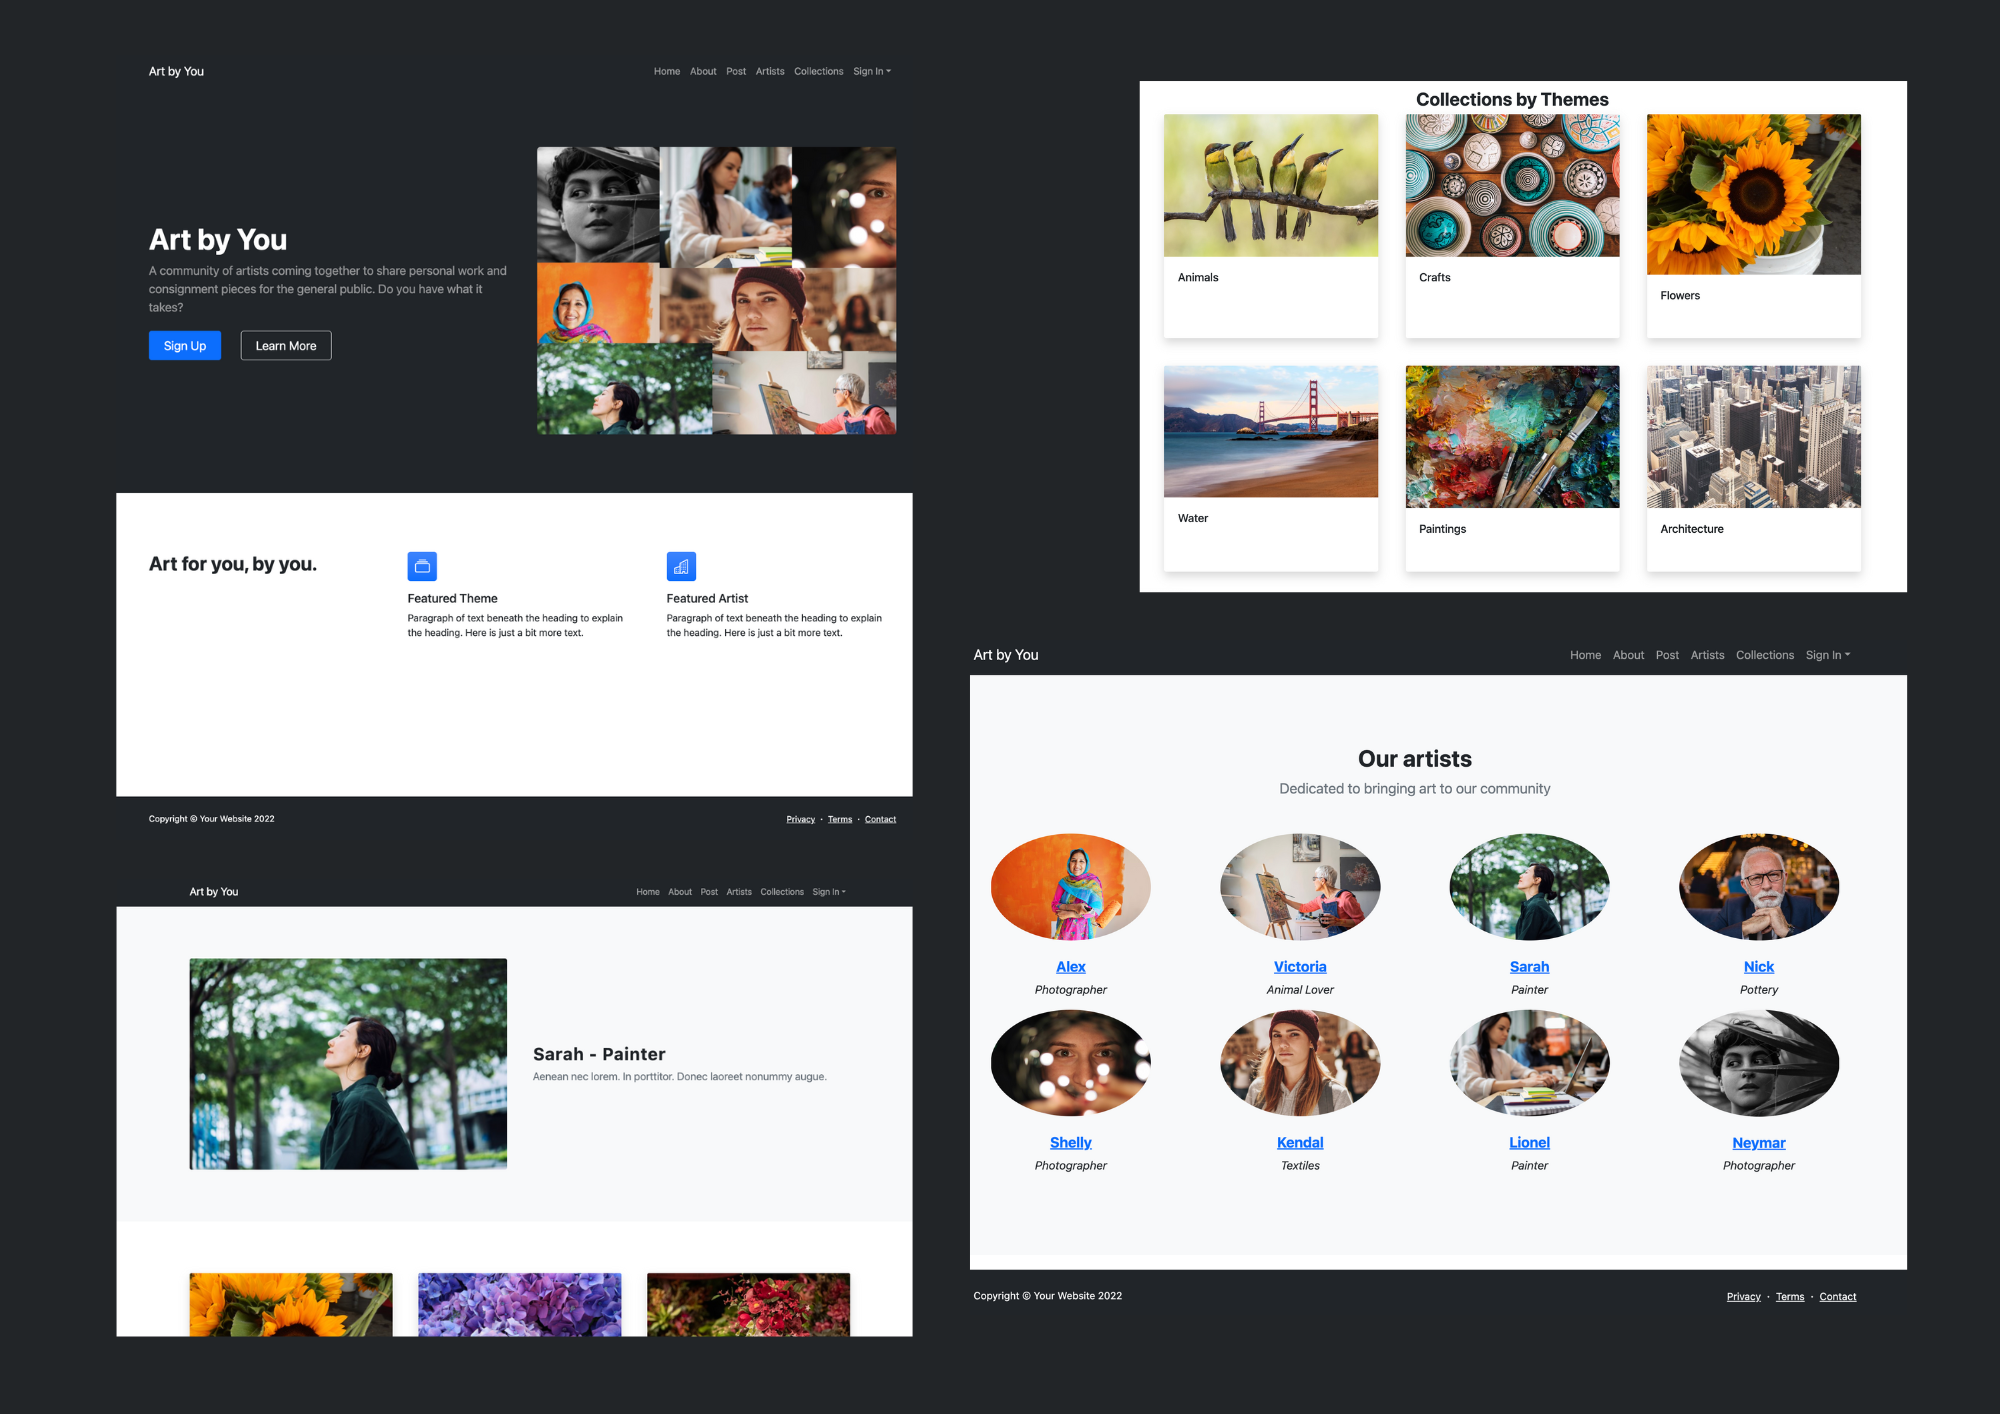 Art by You
Home About Post Artists Collections Sign In
Art by You
A community of artists coming together to share personal work and
consignment pieces for the general public. Do you have what it
takes?
Sign Up Learn More
Art for you, by you.
Featured Theme
Paragraph of text beneath the heading to explain
the heading. Here is just a bit more text.
Featured Artist
Paragraph of text beneath the heading to explain
the heading. Here is just a bit more text.
Copyright © Your Website 2022
Privacy · Terms · Contact
Art by You
Home About Post Artists Collections Sign In
Sarah - Painter
Aenean nec lorem. In porttitor. Donec laoreet nonummy augue.
Collections by Themes
Animals
Crafts
Flowers
Water
Paintings
Architecture
Art by You
Home About Post Artists Collections Sign In
Our artists
Dedicated to bringing art to our community
Alex
Photographer
Victoria
Animal Lover
Sarah
Painter
Nick
Pottery
Shelly
Photographer
Kendal
Textiles
Lionel
Painter
Neymar
Photographer
Copyright © Your Website 2022
Privacy · Terms · Contact